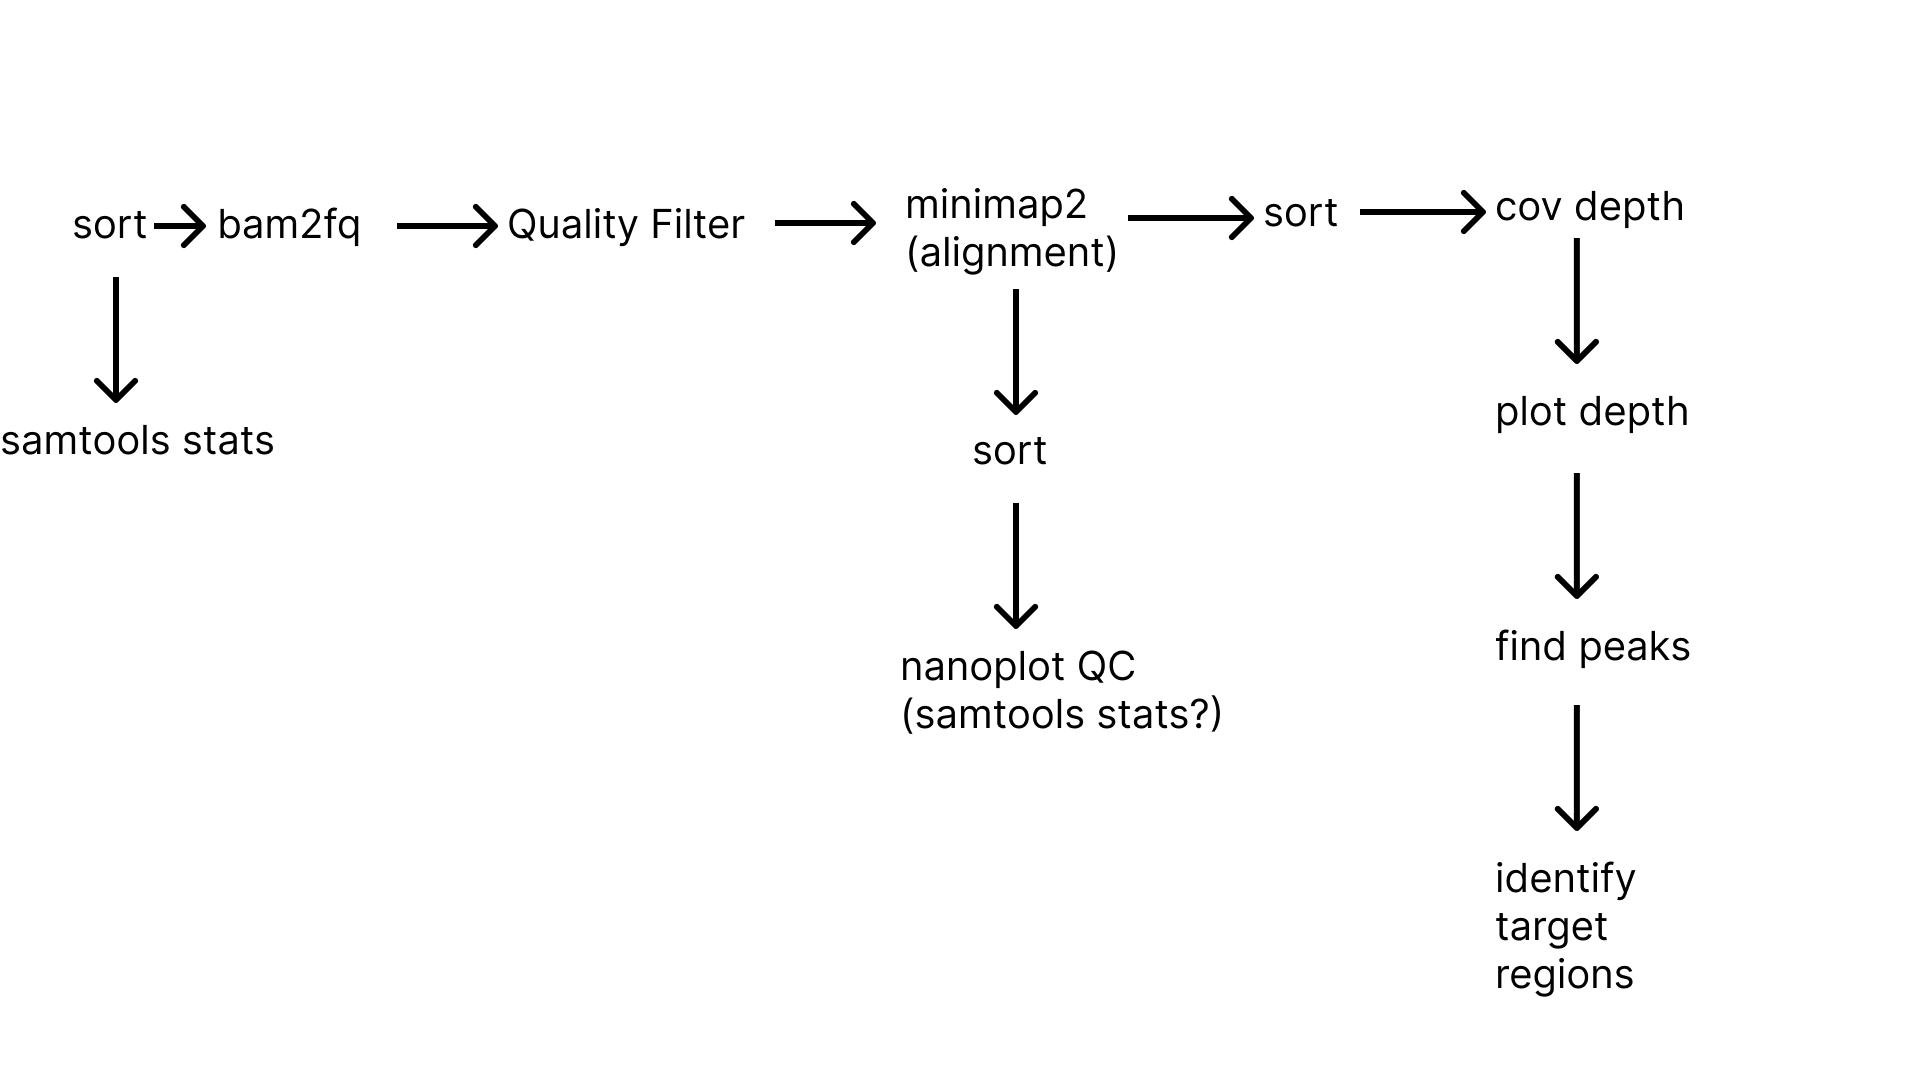 sort
bam2fq
Quality Filter
minimap2
(alignment)
sort
cov depth
samtools stats
sort
nanoplot QC
(samtools stats?)
plot depth
find peaks
identify
target
regions